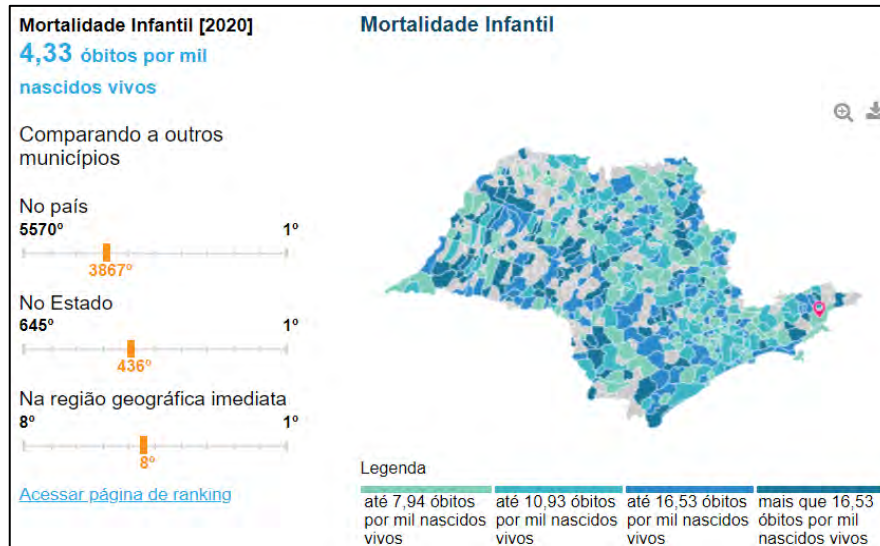 Mortalidade Infantil [2020]
4,33 óbitos por mil
nascidos vivos
Comparando a outros
municípios
No país
5570º 1º
3867º
No Estado
645º 1º
436º
Na região geográfica imediata
8º 1º
8º
Acessar página de ranking
Mortalidade Infantil
Legenda
até 7,94 óbitos
por mil nascidos
vivos
até 10,93 óbitos
por mil nascidos
vivos
até 16,53 óbitos
por mil nascidos
vivos
mais que 16,53
óbitos por mil
nascidos vivos